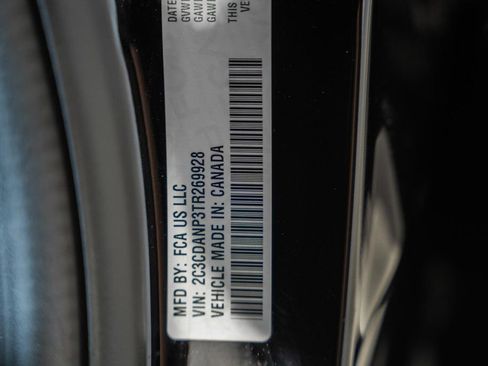 DATE
GVW
GAW
GAW
THIS
VE
MFD BY: FCA US LLC
VIN: 2C3CDANP3TR269928
VEHICLE MADE IN: CANADA